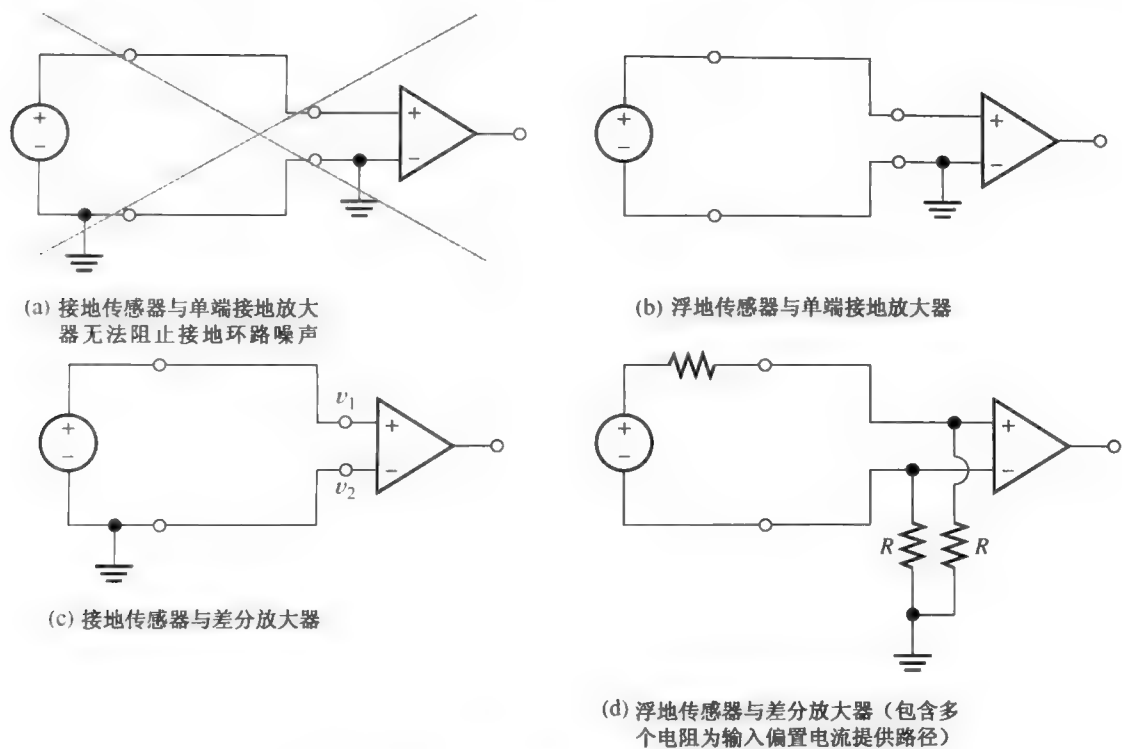 +
−
+
−
(a) 接地传感器与单端接地放大
器无法阻止接地环路噪声
+
−
+
−
(b) 浮地传感器与单端接地放大器
+
−
v1
v2
+
−
(c) 接地传感器与差分放大器
+
−
+
−
R
R
(d) 浮地传感器与差分放大器（包含多
个电阻为输入偏置电流提供路径）